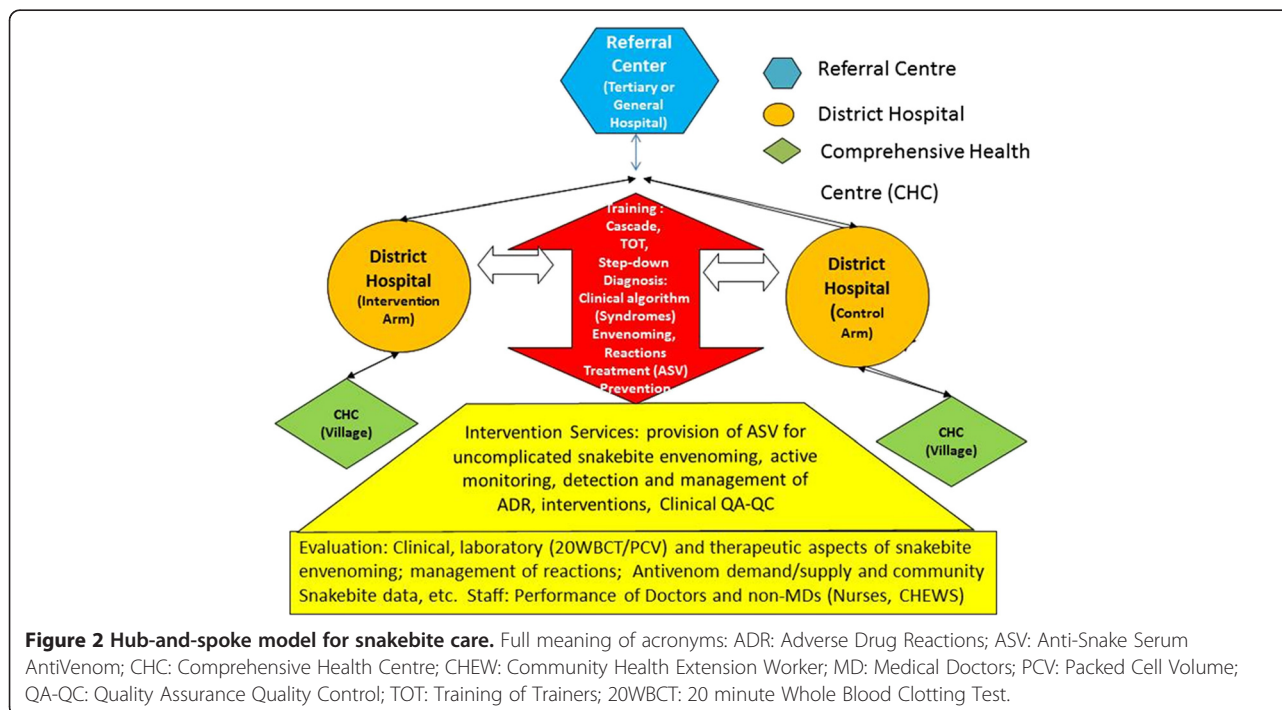 Referral
Center
(Tertiary or
General
Hospital)
Referral Centre
District Hospital
Comprehensive Health
Centre (CHC)
District
Hospital
(Intervention
Arm)
Training :
Cascade,
TOT,
Step-down
Diagnosis:
Clinical algorithm
(Syndromes)
Envenoming,
Reactions
Treatment (ASV)
Prevention
District
Hospital
(Control
Arm)
CHC
(Village)
CHC
(Village)
Intervention Services: provision of ASV for
uncomplicated snakebite envenoming, active
monitoring, detection and management of
ADR, interventions, Clinical QA-QC
Evaluation: Clinical, laboratory (20WBCT/PCV) and therapeutic aspects of snakebite
envenoming; management of reactions; Antivenom demand/supply and community
Snakebite data, etc. Staff: Performance of Doctors and non-MDs (Nurses, CHEWS)
Figure 2 Hub-and-spoke model for snakebite care. Full meaning of acronyms: ADR: Adverse Drug Reactions; ASV: Anti-Snake Serum
AntiVenom; CHC: Comprehensive Health Centre; CHEW: Community Health Extension Worker; MD: Medical Doctors; PCV: Packed Cell Volume;
QA-QC: Quality Assurance Quality Control; TOT: Training of Trainers; 20WBCT: 20 minute Whole Blood Clotting Test.